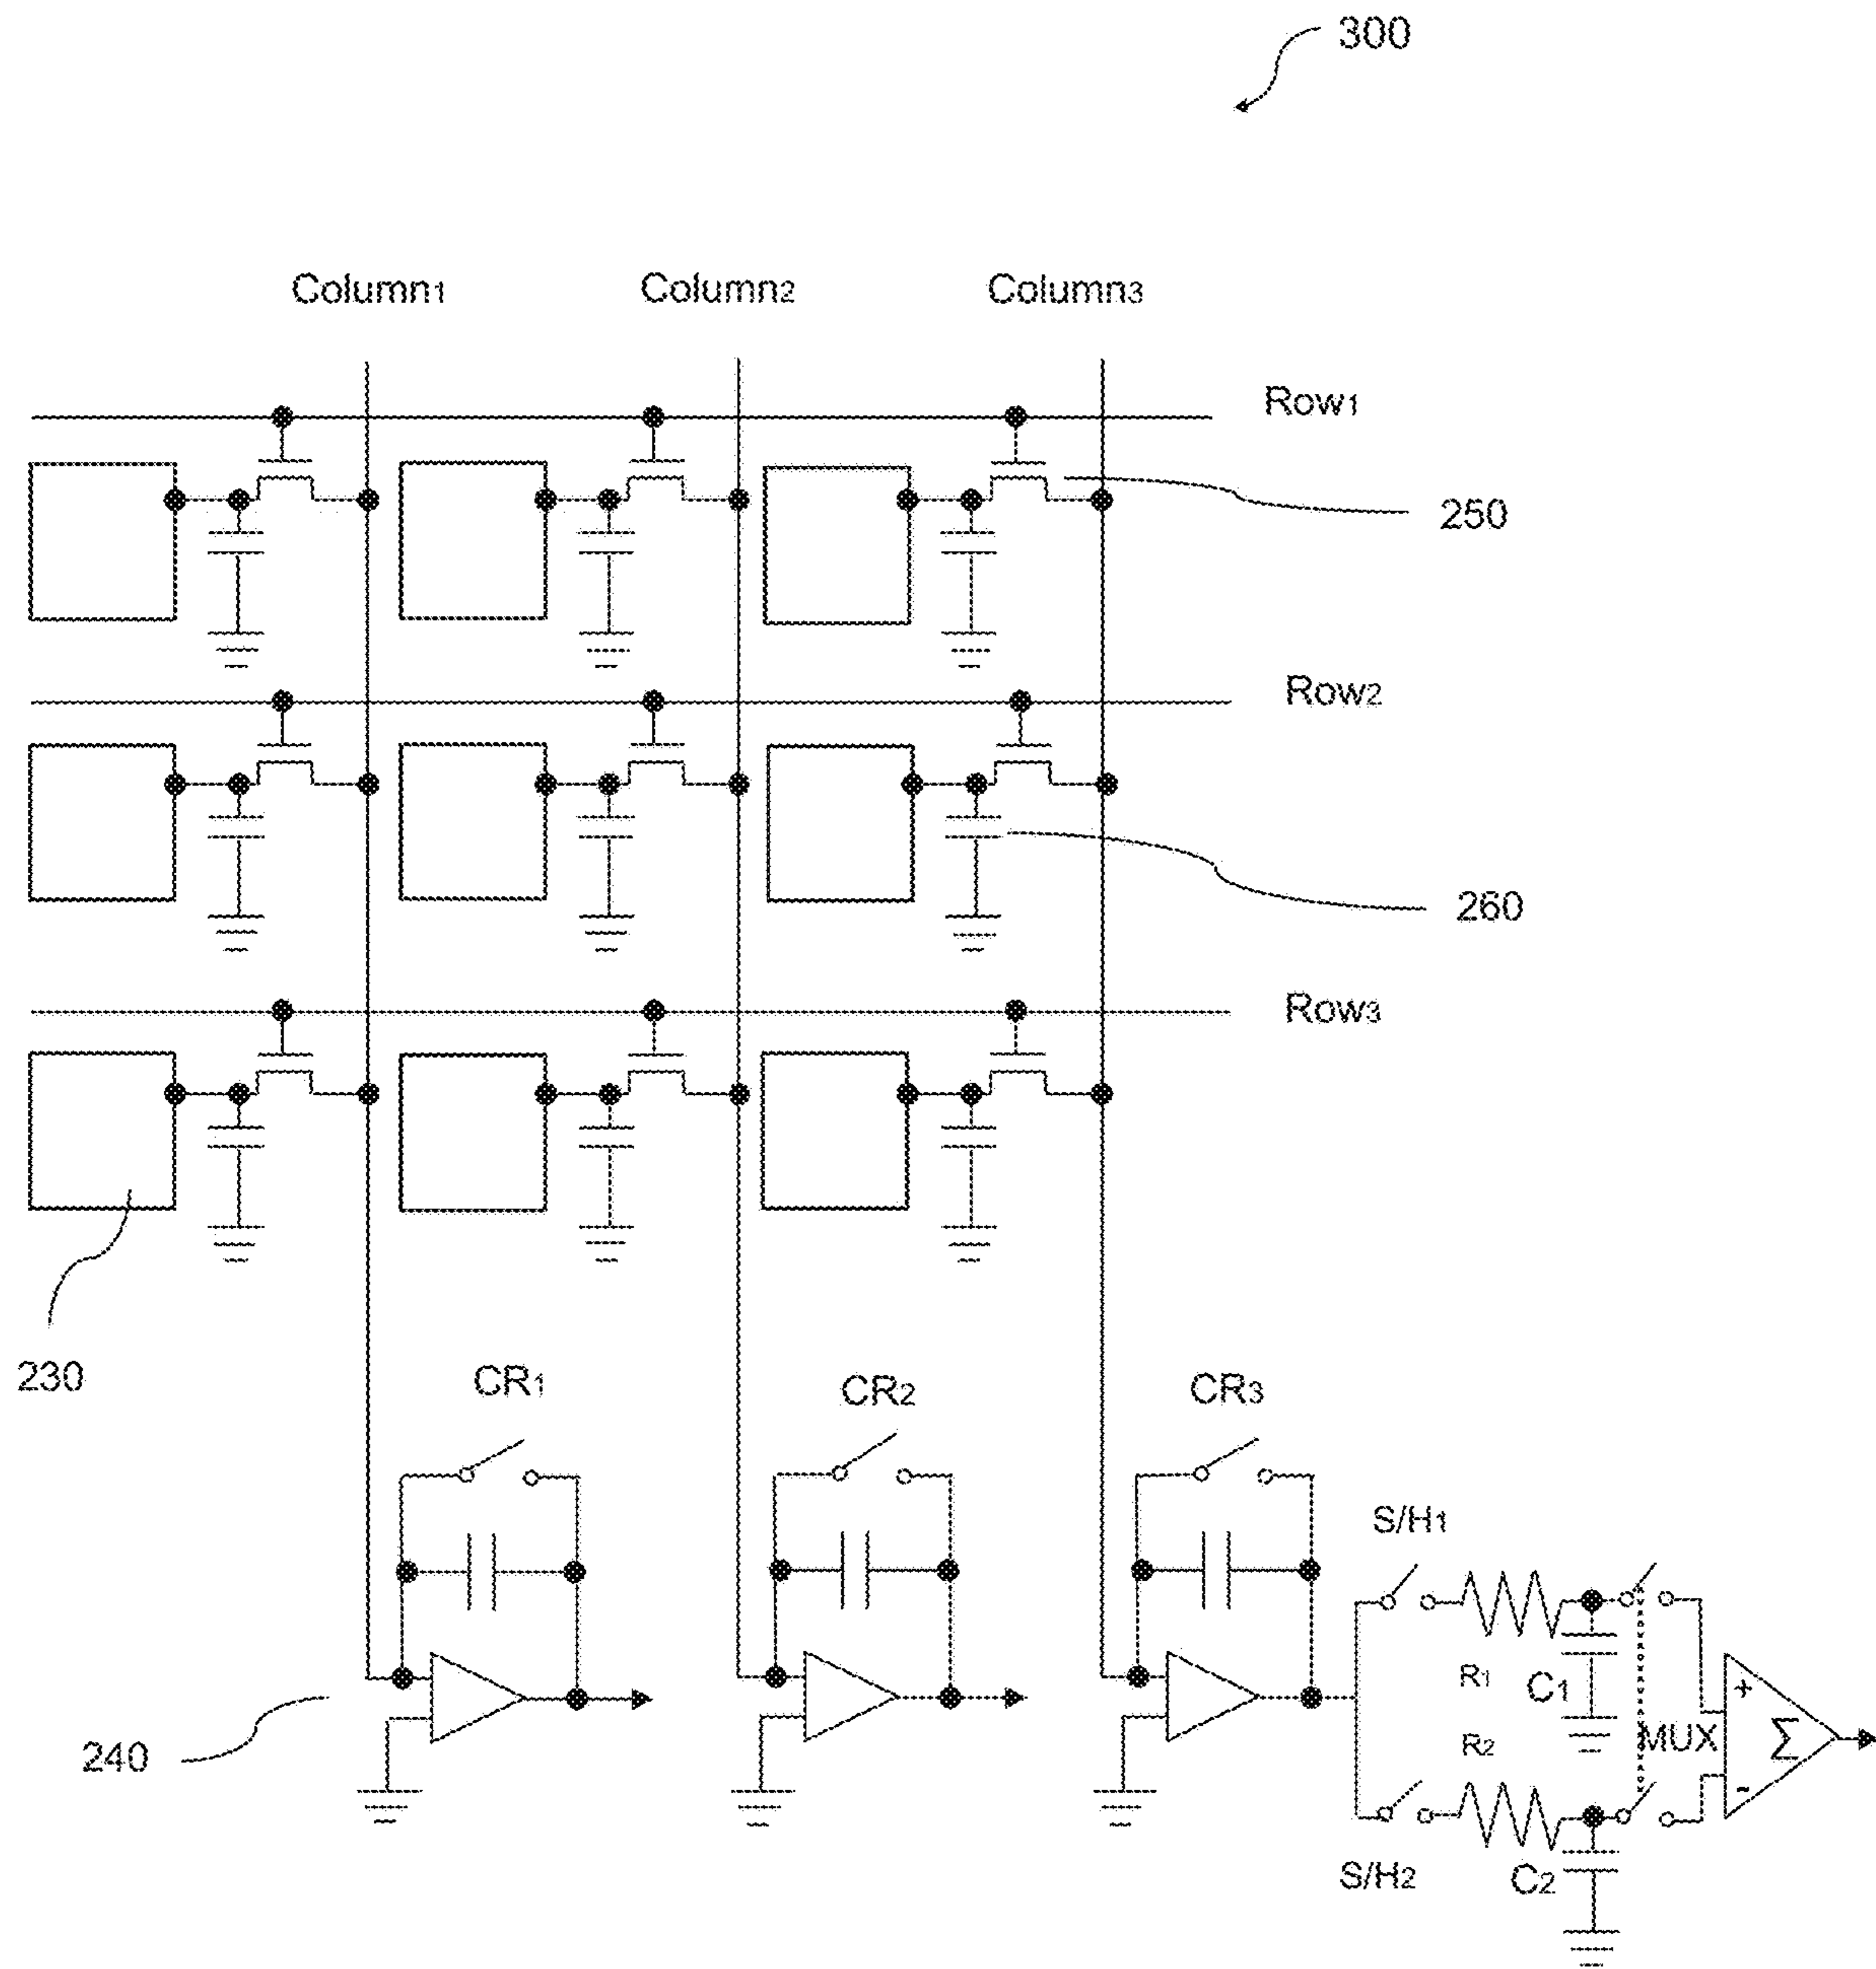 300
Column1 Column2 Column3
Row1
250
Row2
260
Row3
230
CR1 CR2 CR3
S/H1
R1 C1
240 R2 MUX + Σ -
S/H2 C2